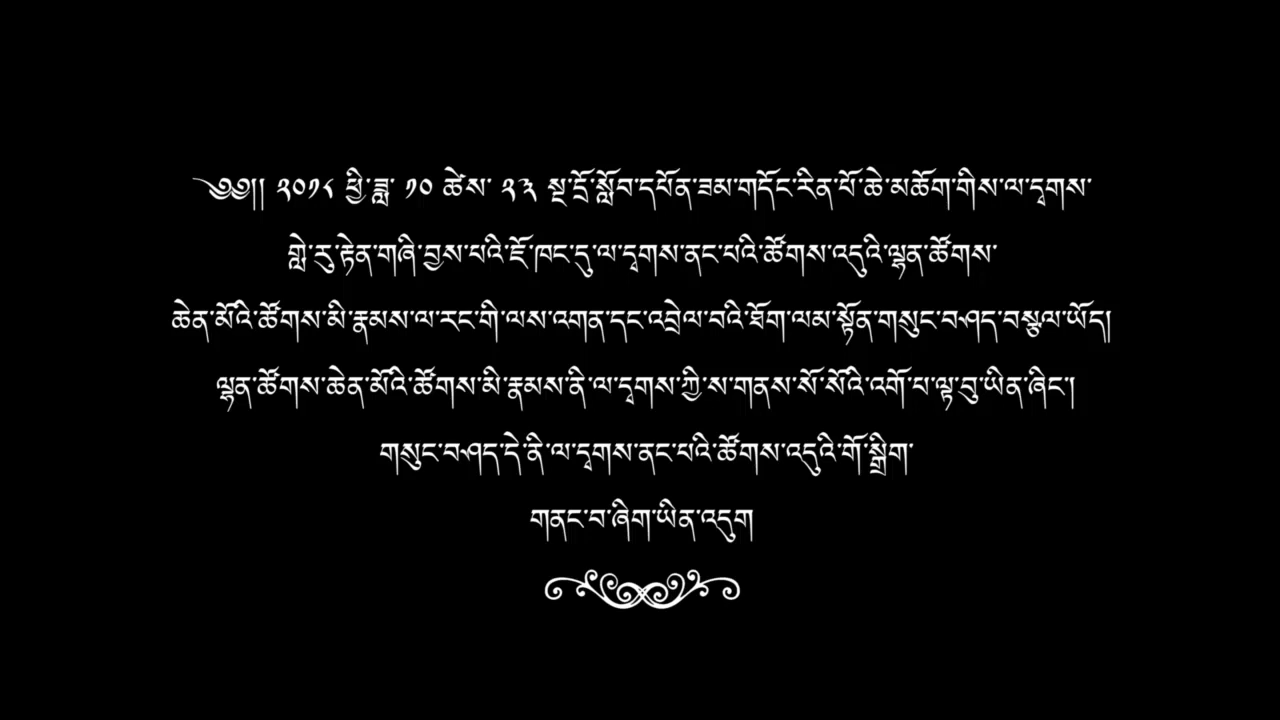 ༄༅།། ༢༠༡༨ ཕྱི་ཟླ་ ༡༠ ཚེས་ ༢༣ སྔ་དྲོ་སློབ་དཔོན་ཟམ་གདོང་རིན་པོ་ཆེ་མཆོག་གིས་ལ་དྭགས་
གླེ་རུ་རྟེན་གཞི་བྱས་པའི་ཇོ་ཁང་དུ་ལ་དྭགས་ནང་པའི་ཚོགས་འདུའི་ལྷན་ཚོགས་
ཆེན་མོའི་ཚོགས་མི་རྣམས་ལ་རང་གི་ལས་འགན་དང་འབྲེལ་བའི་ཐོག་ལམ་སྟོན་གསུང་བཤད་བསྩལ་ཡོད།
ལྷན་ཚོགས་ཆེན་མོའི་ཚོགས་མི་རྣམས་ནི་ལ་དྭགས་ཀྱི་ས་གནས་སོ་སོའི་འགོ་པ་ལྟ་བུ་ཡིན་ཞིང་།
གསུང་བཤད་དེ་ནི་ལ་དྭགས་ནང་པའི་ཚོགས་འདུའི་གོ་སྒྲིག་
གནང་བ་ཞིག་ཡིན་འདུག